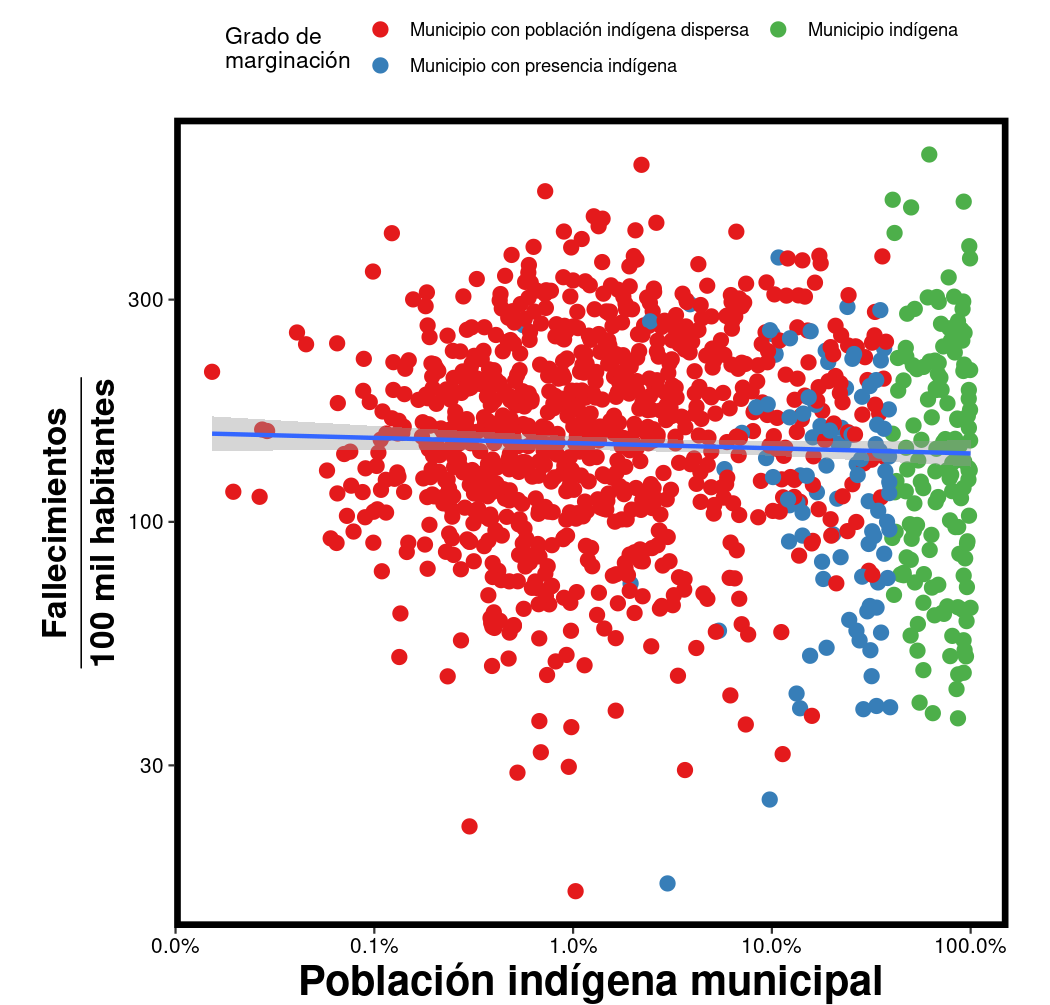 Grado de
marginación
Municipio con población indígena dispersa
Municipio indígena
Municipio con presencia indígena
Fallecimientos
100 mil habitantes
300
100
30
0.0%
0.1%
1.0%
10.0%
100.0%
Población indígena municipal